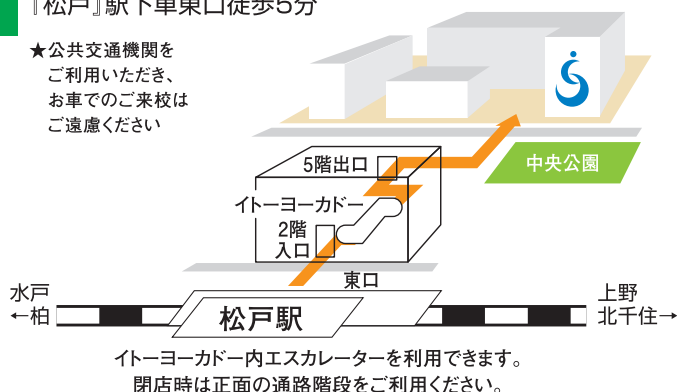 『松戸』駅下車東口徒歩5分
★公共交通機関を
ご利用いただき、
お車でのご来校は
ご遠慮ください
5階出口
中央公園
イトーヨーカドー
2階
入口
東口
水戸
←柏
松戸駅
上野
北千住→
イトーヨーカドー内エスカレーターを利用できます。
閉店時は正面の通路階段をご利用ください。